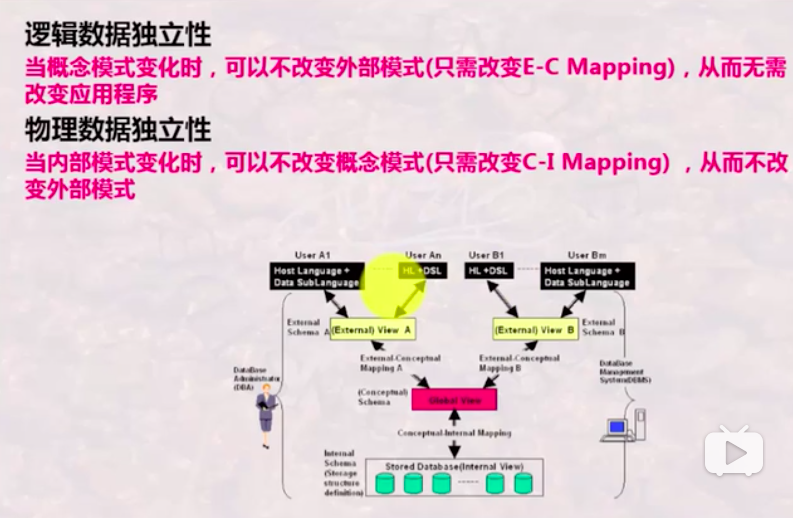 逻辑数据独立性
当概念模式变化时，可以不改变外部模式(只需改变E-C Mapping)，从而无需
改变应用程序
物理数据独立性
当内部模式变化时，可以不改变概念模式(只需改变C-I Mapping) ，从而不改
变外部模式
User A1 User An User B1 User Bm
Host Language + HL +DSL HL +DSL Host Language +
Data SubLanguage Data SubLanguage
External (External) View A (External) View B External
Schema A Schema B
External-Conceptual External-Conceptual
Mapping A Mapping B
DataBase
Administrator
(DBA)
DataBase
Management
System(DBMS)
(Conceptual) Global View
Schema
Conceptual-Internal Mapping
Internal
Schema
(Storage
structure
definition)
Stored Database(Internal View)